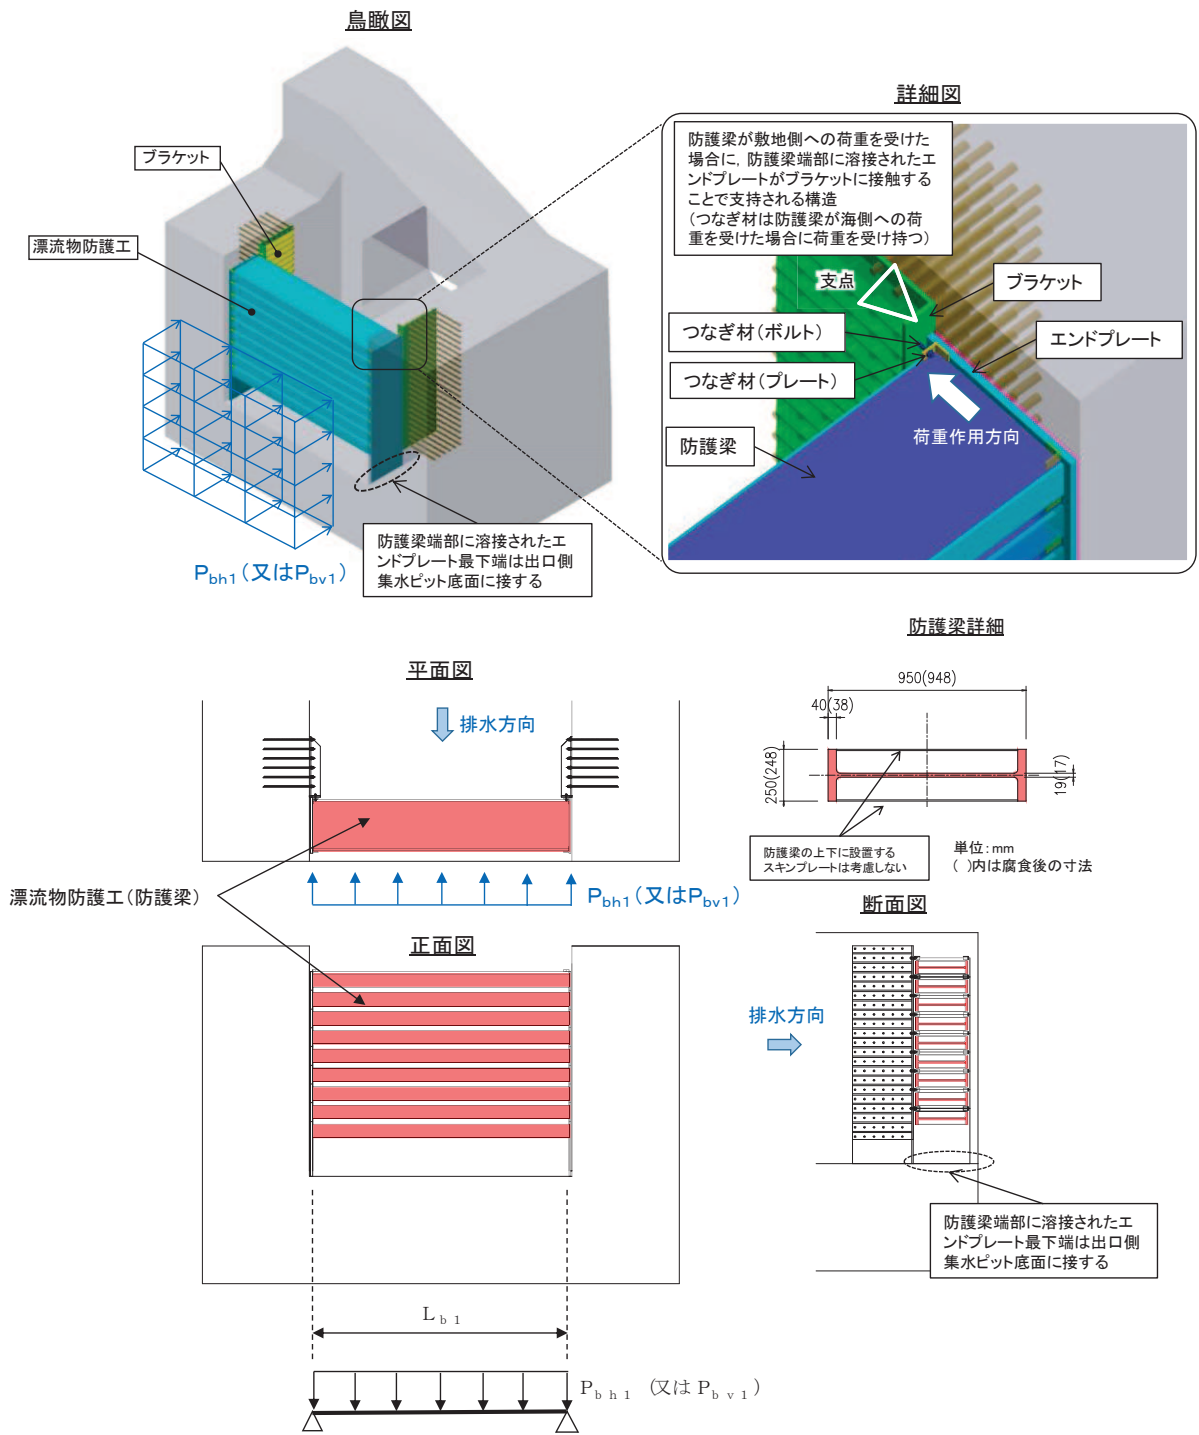 鳥瞰図
ブラケット
漂流物防護工
Pbh1(又はPbv1)
防護梁端部に溶接されたエ
ンドプレート最下端は出口側
集水ピット底面に接する
詳細図
防護梁が敷地側への荷重を受けた
場合に，防護梁端部に溶接されたエ
ンドプレートがブラケットに接触する
ことで支持される構造
(つなぎ材は防護梁が海側への荷
重を受けた場合に荷重を受け持つ)
支点
ブラケット
つなぎ材(ボルト)
エンドプレート
つなぎ材(プレート)
荷重作用方向
防護梁
平面図
排水方向
漂流物防護工(防護梁)
Pbh1(又はPbv1)
防護梁詳細
950(948)
40(38)
250(248)
19(17)
防護梁の上下に設置する
スキンプレートは考慮しない
単位：mm
( )内は腐食後の寸法
正面図
断面図
排水方向
防護梁端部に溶接されたエ
ンドプレート最下端は出口側
集水ピット底面に接する
Lb1
Pbh1 (又は Pbv1)